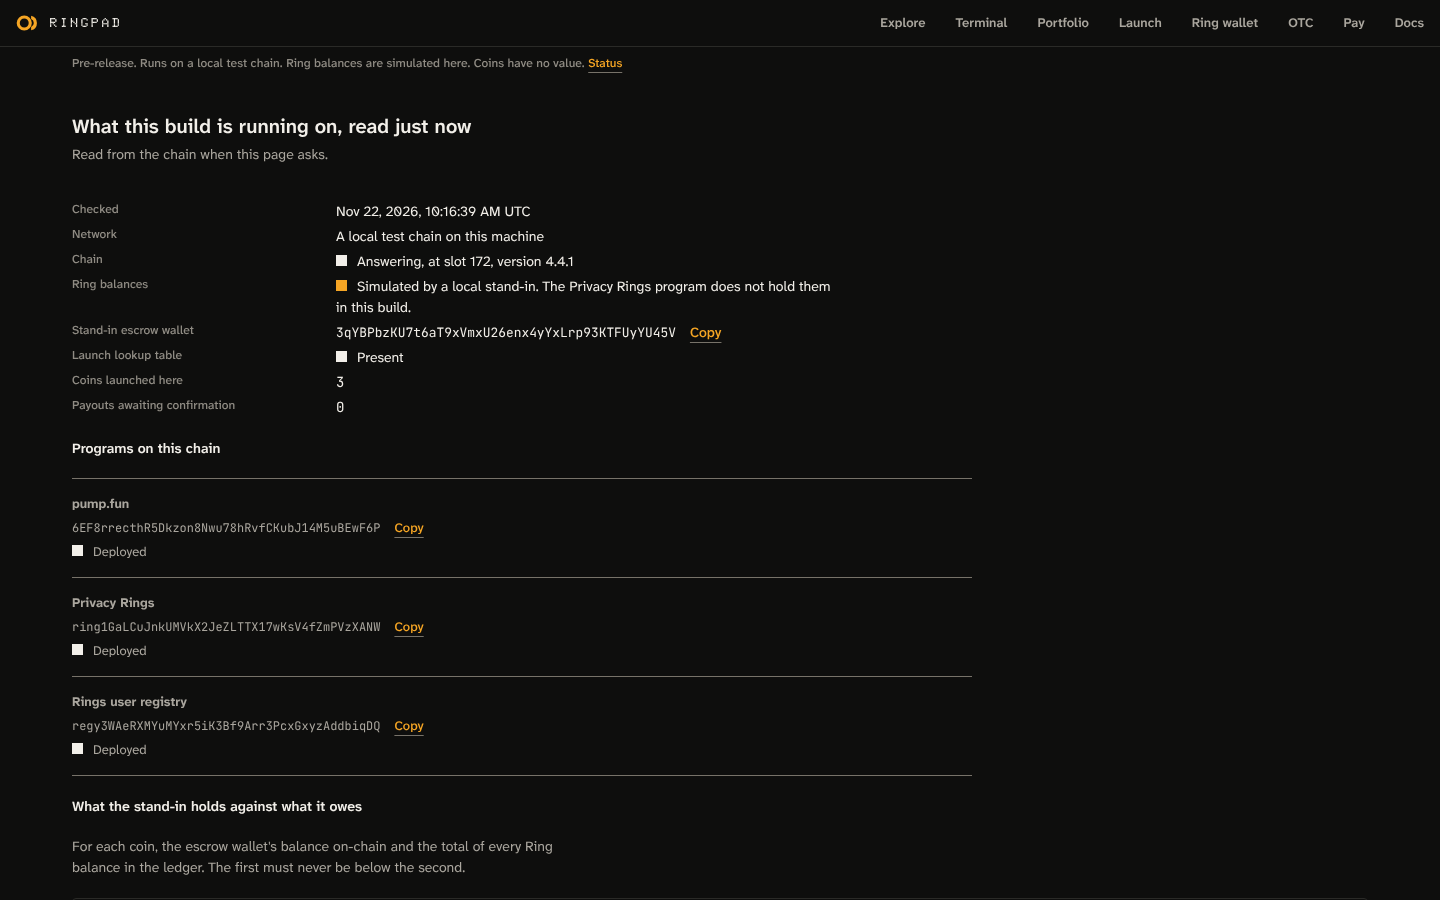 RINGPAD
Explore Terminal Portfolio Launch Ring wallet OTC Pay Docs
Pre-release. Runs on a local test chain. Ring balances are simulated here. Coins have no value. Status
What this build is running on, read just now
Read from the chain when this page asks.
Checked Nov 22, 2026, 10:16:39 AM UTC
Network A local test chain on this machine
Chain Answering, at slot 172, version 4.4.1
Ring balances Simulated by a local stand-in. The Privacy Rings program does not hold them
in this build.
Stand-in escrow wallet 3qYBPbzKU7t6aT9xVmxU26enx4yYxLrp93KTFUyYU45V Copy
Launch lookup table Present
Coins launched here 3
Payouts awaiting confirmation 0
Programs on this chain
pump.fun
6EF8rrecthR5Dkzon8Nwu78hRvfCKubJ14M5uBEwF6P Copy
Deployed
Privacy Rings
ring1GaLCuJnkUMVkX2JeZLTTX17wKsV4fZmPVzXANW Copy
Deployed
Rings user registry
regy3WAeRXMYuMYxr5iK3Bf9Arr3PcxGxyzAddbiqDQ Copy
Deployed
What the stand-in holds against what it owes
For each coin, the escrow wallet's balance on-chain and the total of every Ring
balance in the ledger. The first must never be below the second.